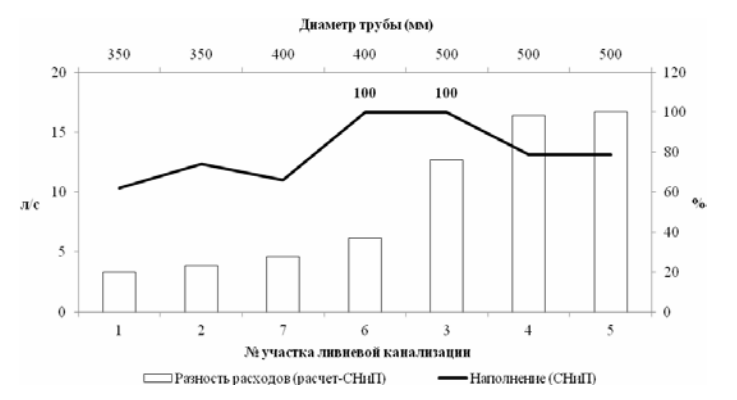 Диаметр трубы (мм)
350 350 400 400 500 500 500
20 120
100 100
15 100
80
10 60
л/с %
5 40
20
0 0
1 2 7 6 3 4 5
№ участка ливневой канализации
Разность расходов (расчет-СНиП) Наполнение (СНиП)